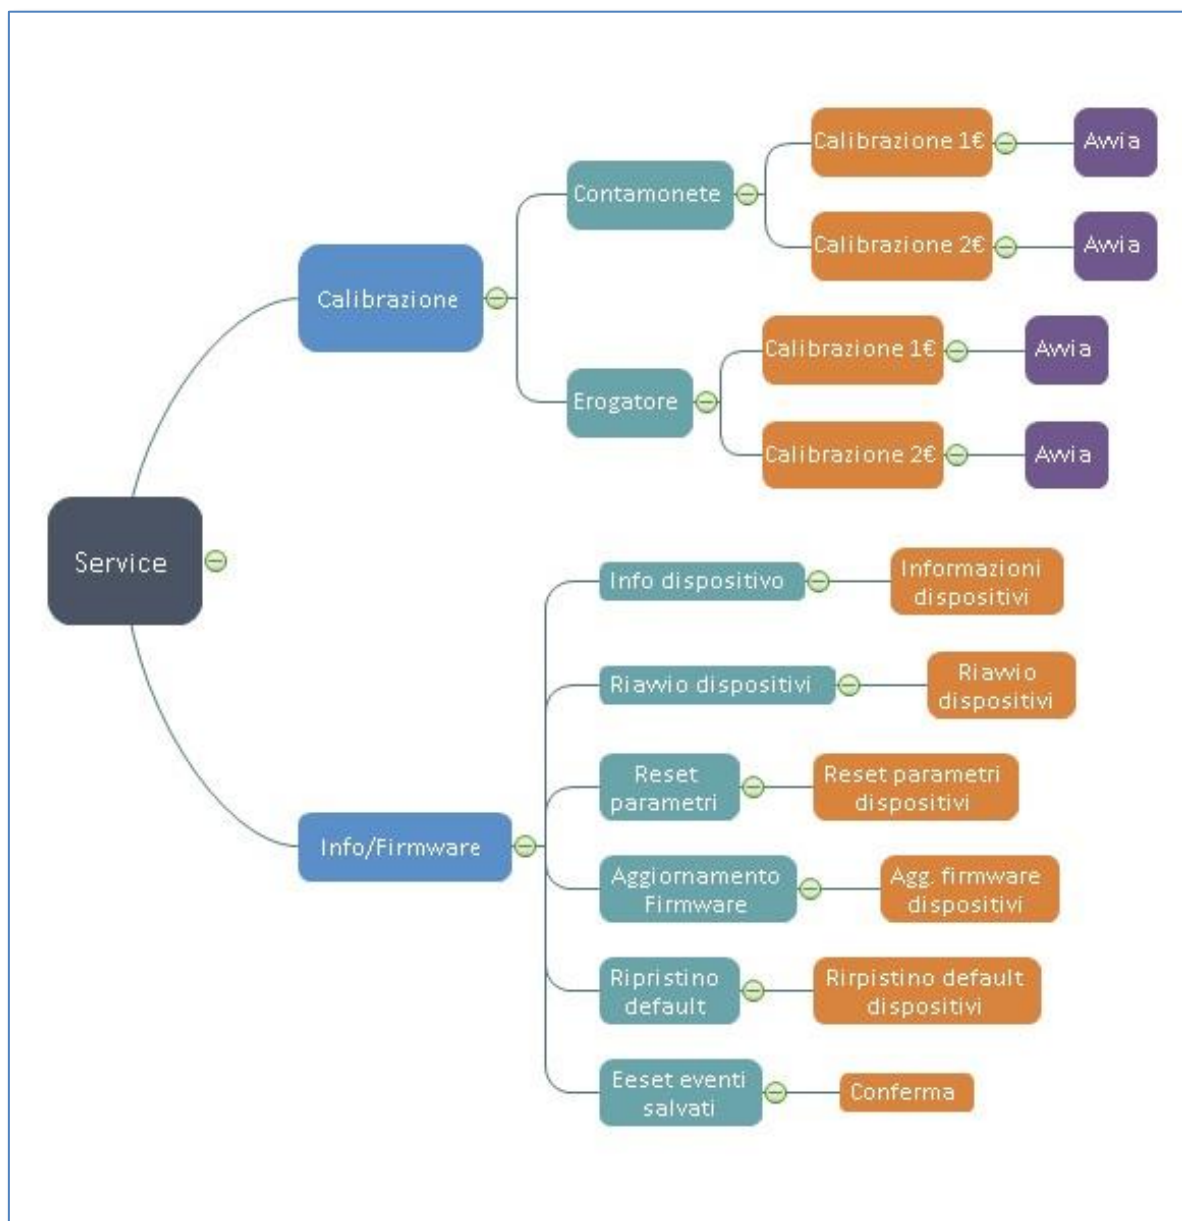 Calibrazione 1€
Avvia
Contamonete
Calibrazione 2€
Avvia
Calibrazione
Calibrazione 1€
Avvia
Erogatore
Calibrazione 2€
Avvia
Service
Info dispositivo
Informazioni
dispositivi
Riavvio dispositivi
Riavvio
dispositivi
Reset
parametri
Reset parametri
dispositivi
Info/Firmware
Aggiornamento
Firmware
Agg. firmware
dispositivi
Ripristino
default
Rirpistino default
dispositivi
Eeset eventi
salvati
Conferma